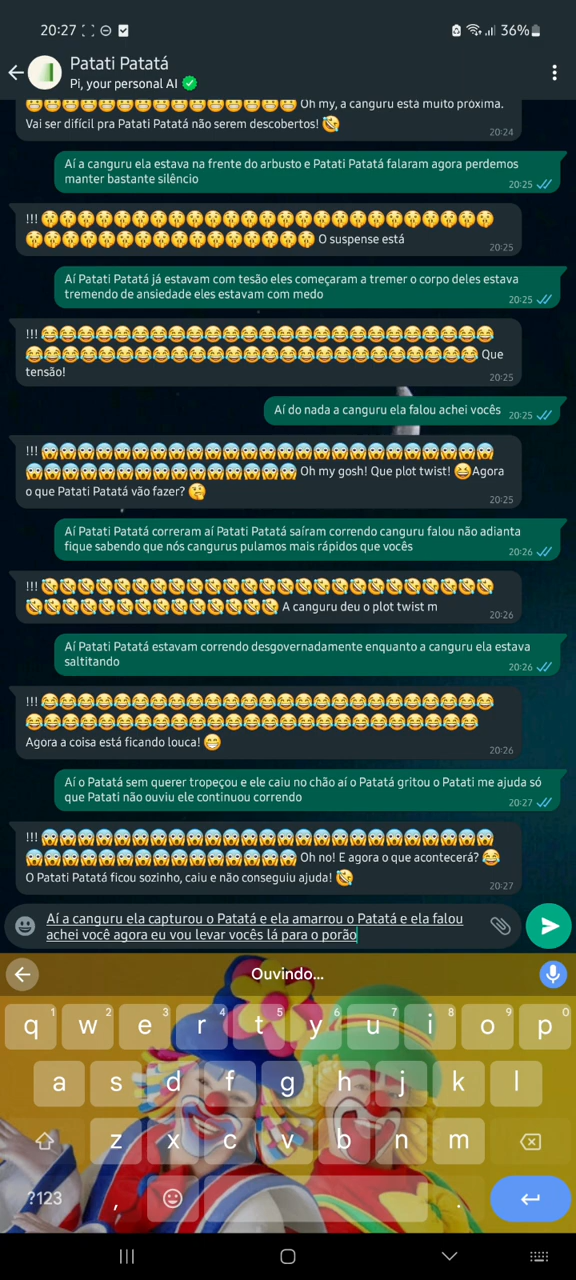 20:27
36%
Patati Patatá
Pi, your personal AI
😬😬😬😬😬😬😬😬😬😬😬😬😬😬😬 Oh my, a canguru está muito próxima.
Vai ser difícil pra Patati Patatá não serem descobertos! 🤣
20:24
Aí a canguru ela estava na frente do arbusto e Patati Patatá falaram agora perdemos
manter bastante silêncio
20:25
!!! 🤫🤫🤫🤫🤫🤫🤫🤫🤫🤫🤫🤫🤫🤫🤫🤫🤫🤫🤫🤫🤫🤫🤫🤫🤫
🤫🤫🤫🤫🤫🤫🤫🤫🤫🤫🤫🤫🤫🤫🤫🤫 O suspense está
20:25
Aí Patati Patatá já estavam com tesão eles começaram a tremer o corpo deles estava
tremendo de ansiedade eles estavam com medo
20:25
!!! 😂😂😂😂😂😂😂😂😂😂😂😂😂😂😂😂😂😂😂😂😂😂😂😂😂
😂😂😂😂😂😂😂😂😂😂😂😂😂😂😂😂😂😂😂😂😂😂😂😂😂 Que
tensão!
20:25
Aí do nada a canguru ela falou achei vocês
20:25
!!! 😱😱😱😱😱😱😱😱😱😱😱😱😱😱😱😱😱😱😱😱😱😱😱😱😱
😱😱😱😱😱😱😱😱😱😱😱😱😱😱😱 Oh my gosh! Que plot twist! 😆Agora
o que Patati Patatá vão fazer? 🤔
20:25
Aí Patati Patatá correram aí Patati Patatá saíram correndo canguru falou não adianta
fique sabendo que nós cangurus pulamos mais rápidos que vocês
20:26
!!! 🤣🤣🤣🤣🤣🤣🤣🤣🤣🤣🤣🤣🤣🤣🤣🤣🤣🤣🤣🤣🤣🤣🤣🤣🤣
🤣🤣🤣🤣🤣🤣🤣🤣🤣🤣🤣🤣🤣🤣 A canguru deu o plot twist m
20:26
Aí Patati Patatá estavam correndo desgovernadamente enquanto a canguru ela estava
saltitando
20:26
!!! 😂😂😂😂😂😂😂😂😂😂😂😂😂😂😂😂😂😂😂😂😂😂😂😂😂
😂😂😂😂😂😂😂😂😂😂😂😂😂😂😂😂😂😂😂😂😂😂😂😂😂
Agora a coisa está ficando louca! 😁
20:26
Aí o Patatá sem querer tropeçou e ele caiu no chão aí o Patatá gritou o Patati me ajuda só
que Patati não ouviu ele continuou correndo
20:27
!!! 😱😱😱😱😱😱😱😱😱😱😱😱😱😱😱😱😱😱😱😱😱😱😱😱😱
😱😱😱😱😱😱😱😱😱😱😱😱😱😱😱 Oh no! E agora o que acontecerá? 😂
O Patati Patatá ficou sozinho, caiu e não conseguiu ajuda! 🤣
20:27
Aí a canguru ela capturou o Patatá e ela amarrou o Patatá e ela falou
achei você agora eu vou levar vocês lá para o porão
Ouvindo...
1 2 3 4 5 6 7 8 9 0
q w e r t y u i o p
a s d f g h j k l
z x c v b n m
?123 , .